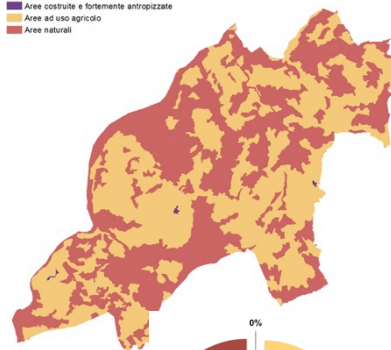 Aree costruite e fortemente antropizzate
Aree ad uso agricolo
Aree naturali
0%